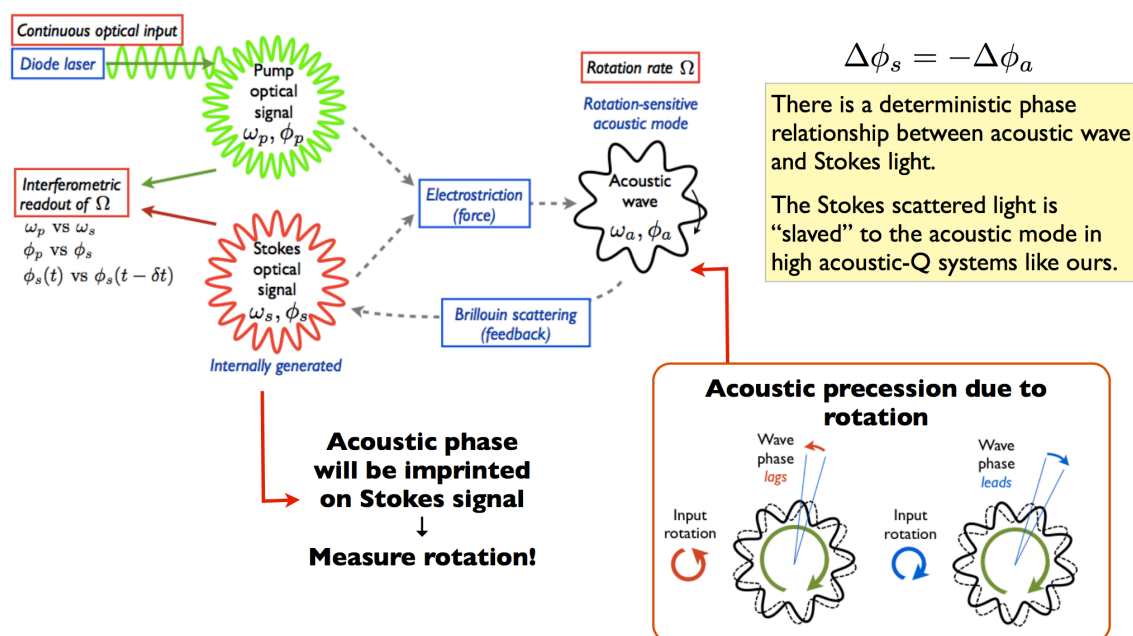 Continuous optical input
Diode laser
Pump
optical
signal
ωp, ϕp
Interferometric
readout of Ω
ωp vs ωs
ϕp vs ϕs
ϕs(t) vs ϕs(t − δt)
Stokes
optical
signal
ωs, ϕs
Internally generated
Electrostriction
(force)
Brillouin scattering
(feedback)
Rotation rate Ω
Rotation-sensitive
acoustic mode
Acoustic
wave
ωa, ϕa
Δϕs = −Δϕa
There is a deterministic phase
relationship between acoustic wave
and Stokes light.
The Stokes scattered light is
“slaved” to the acoustic mode in
high acoustic-Q systems like ours.
Acoustic phase
will be imprinted
on Stokes signal
↓
Measure rotation!
Acoustic precession due to
rotation
Wave
phase
lags
Input
rotation
Wave
phase
leads
Input
rotation